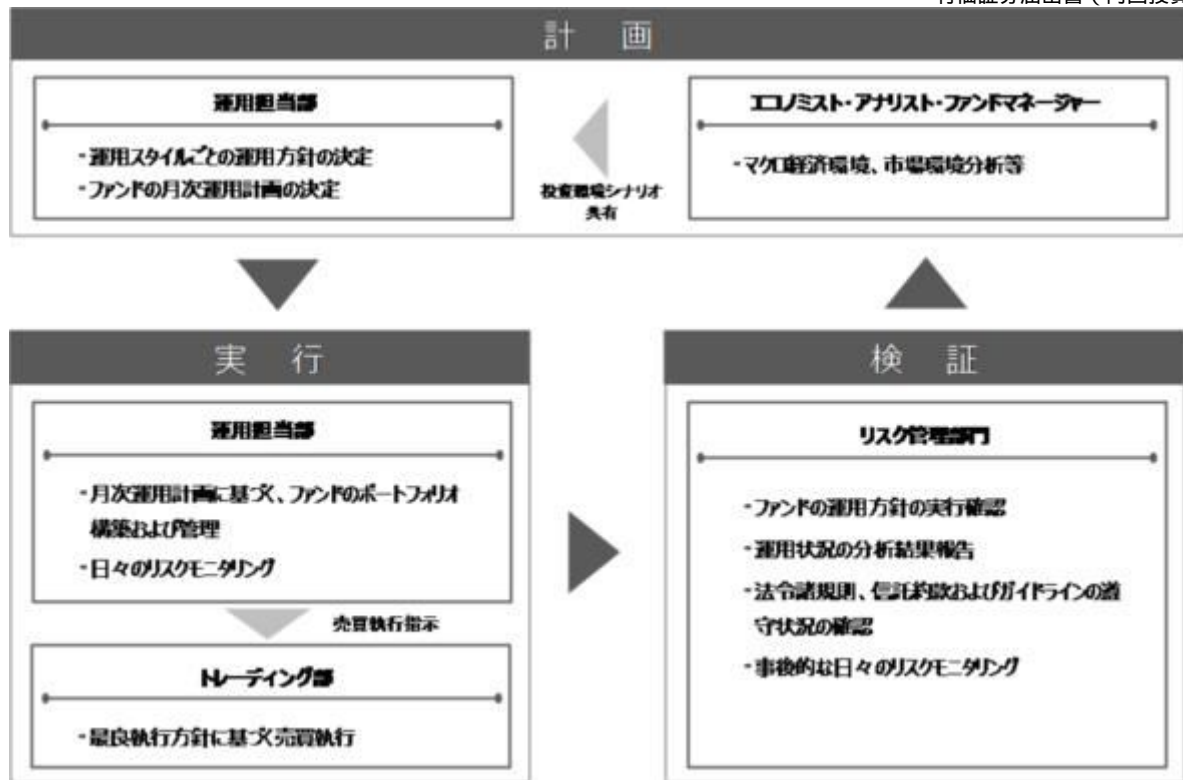 有価証券届出書（内国投資
計 画
運用担当部
-運用スタイルごとの運用方針の決定
-ファンドの月次運用計画の決定
投資環境シナリオ
共有
エコノミスト・アナリスト・ファンドマネージャー
-マクロ経済環境、市場環境分析等
実 行
運用担当部
-月次運用計画に基づく、ファンドのポートフォリオ
構築および管理
-日々のリスクモニタリング
売買執行指示
トレーディング部
-最良執行方針に基づく売買執行
検 証
リスク管理部門
-ファンドの運用方針の実行確認
-運用状況の分析結果報告
-法令諸規則、信託約款およびガイドラインの遵
守状況の確認
-事後的な日々のリスクモニタリング